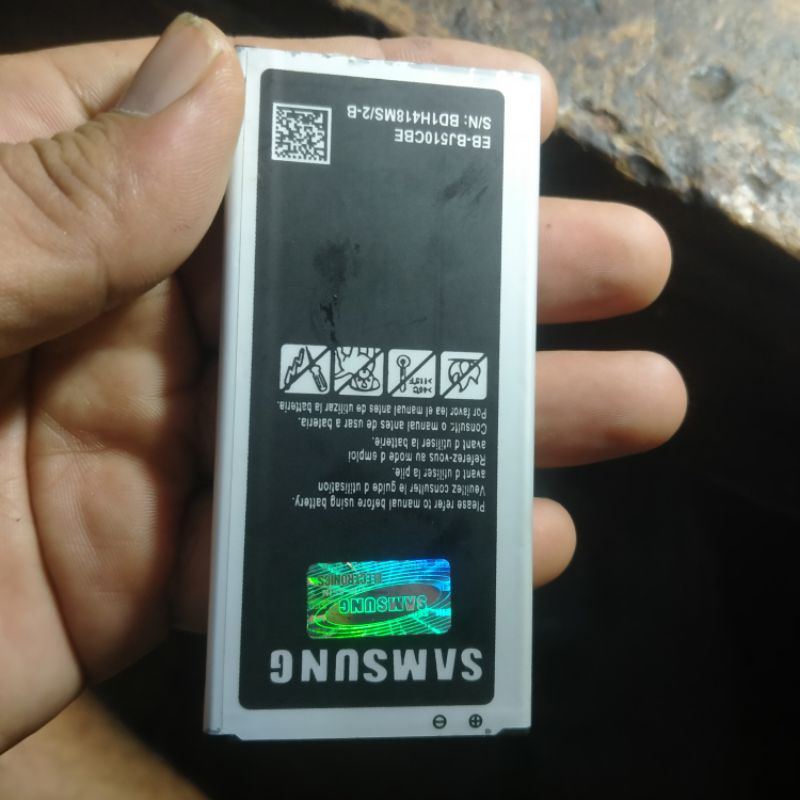 SAMSUNG
SAMSUNG
ELECTRONICS
Please refer to manual before using battery.
Veuillez consulter le guide d utilisation
avant d utiliser la pile.
Referez-vous au mode d emploi
avant d utiliser la batterie.
Consulte o manual antes de usar a bateria.
Por favor lea el manual antes de utilizar la batteria.
EB-BJ510CBE
S/N: BD1H418MS/2-B